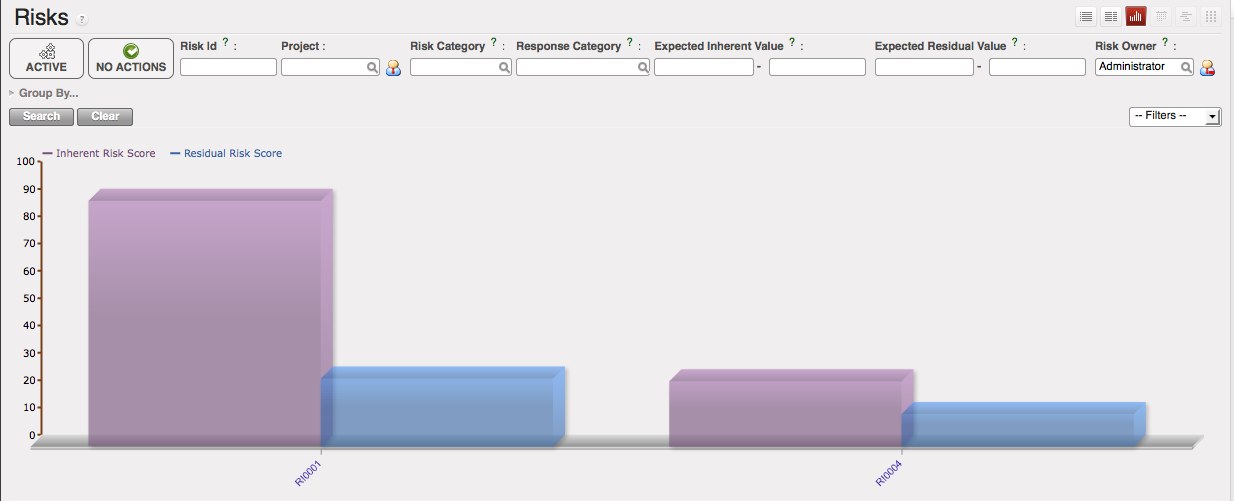 Risks ?
ACTIVE
NO ACTIONS
Risk Id ? :
Project :
Risk Category ? :
Response Category ? :
Expected Inherent Value ? :
-
Expected Residual Value ? :
-
Risk Owner ? :
Administrator
Group By...
Search
Clear
-- Filters --
Inherent Risk Score
Residual Risk Score
100
90
80
70
60
50
40
30
20
10
0
RI0001
RI0004